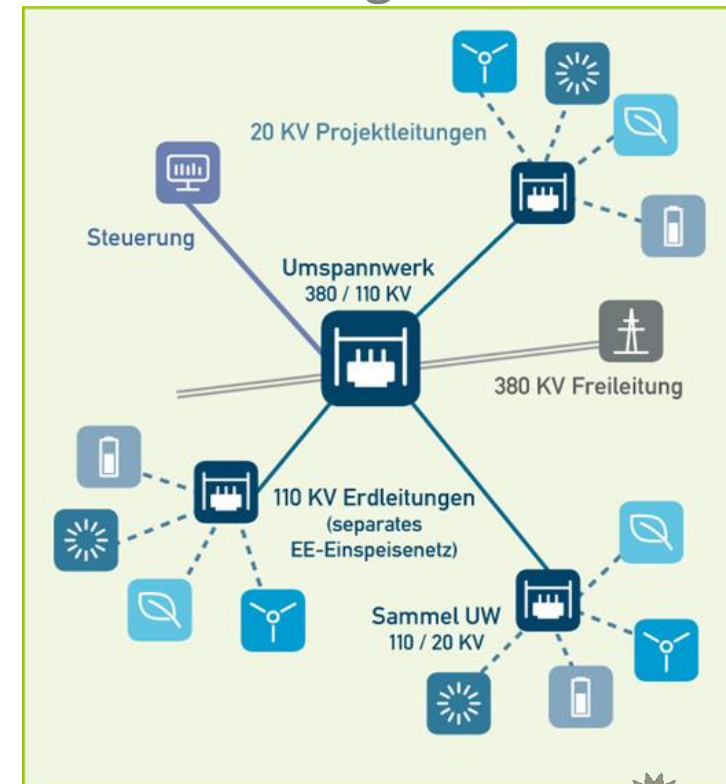 20 KV Projektleitungen
Steuerung
Umspannwerk
380 / 110 KV
380 KV Freileitung
110 KV Erdleitungen
(separates
EE-Einspeisenetz)
Sammel UW
110 / 20 KV